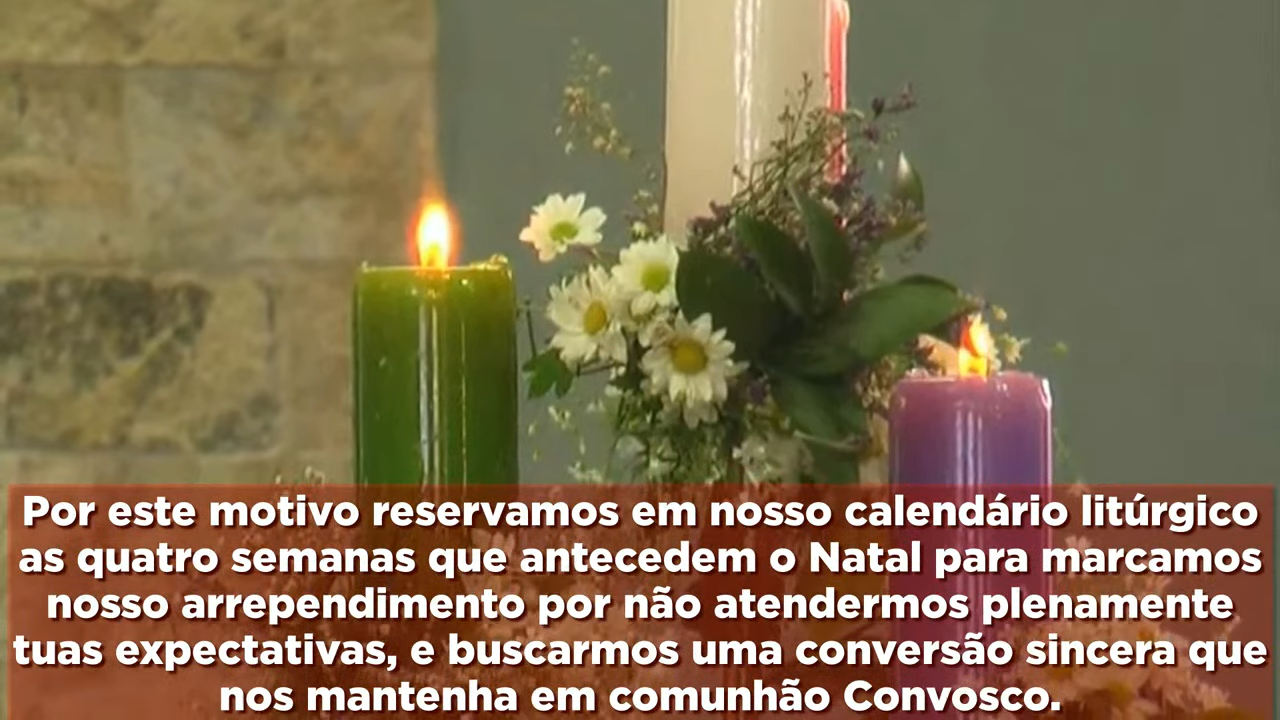 Por este motivo reservamos em nosso calendário litúrgico
as quatro semanas que antecedem o Natal para marcamos
nosso arrependimento por não atendermos plenamente
tuas expectativas, e buscarmos uma conversão sincera que
nos mantenha em comunhão Convosco.